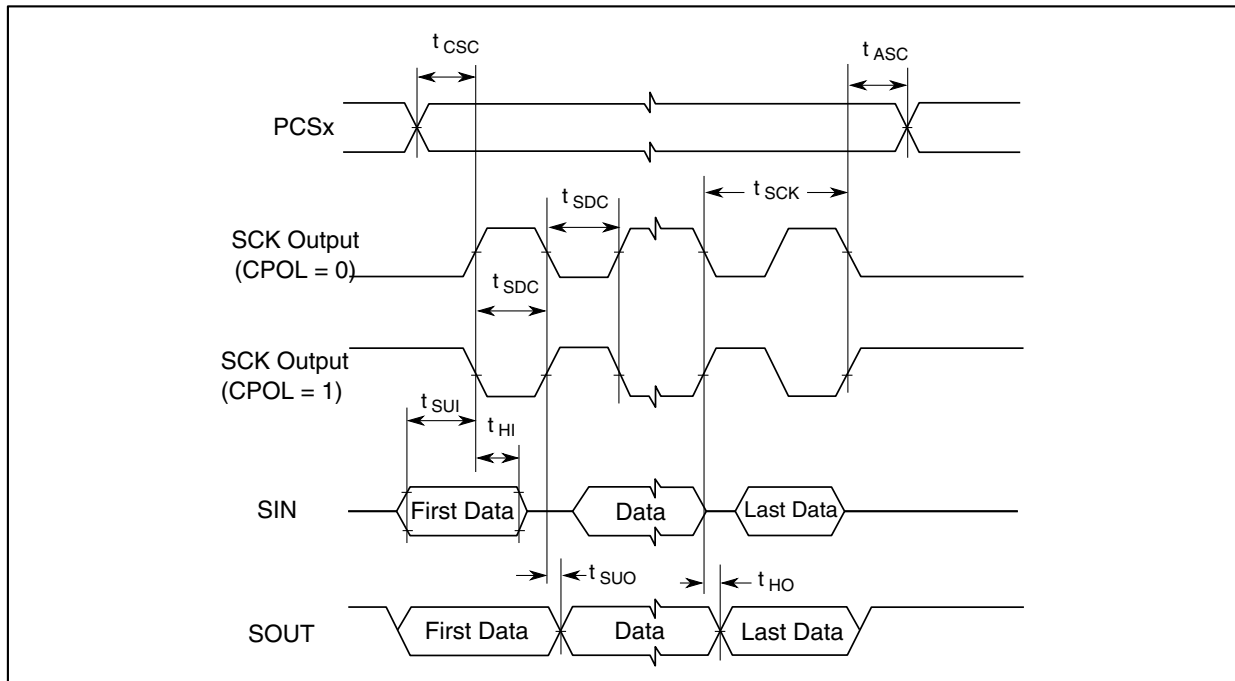 t CSC
t ASC
PCSx
t SDC
t SCK
SCK Output
(CPOL = 0)
t SDC
SCK Output
(CPOL = 1)
t SUI
t HI
SIN
First Data
Data
Last Data
t SUO
t HO
SOUT
First Data
Data
Last Data